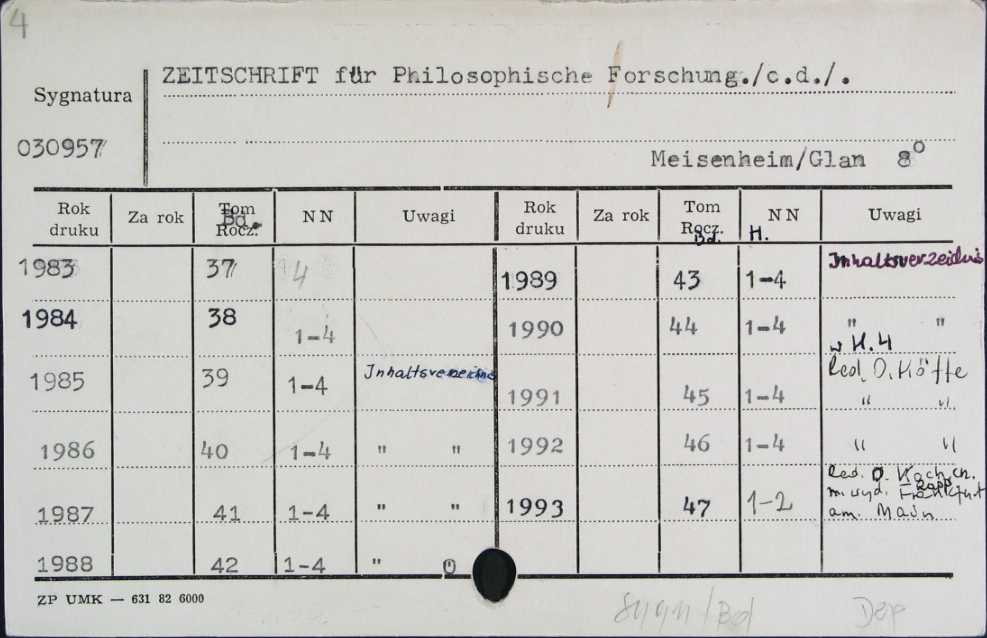 4
ZEITSCHRIFT für Philosophische Forschung./c.d./.
Sygnatura
030957
Meisenheim/Glan 8°
Rok druku Za rok Tom Rocz. Bd. NN Uwagi Rok druku Za rok Tom Rocz. Bd. NN H. Uwagi
1983 37 4
1984 38 1-4
1985 39 1-4 Inhaltsverzeichnis
1986 40 1-4 " "
1987 41 1-4 " "
1988 42 1-4 "
1989 43 1-4 Inhaltsverzeichnis
1990 44 1-4 " "
w H.4
Red. O. Höffe
1991 45 1-4 " "
1992 46 1-4 " "
Red. O.
m. wyd. Frankfurt
1993 47 1-2 am. Main
ZP UMK — 631 82 6000